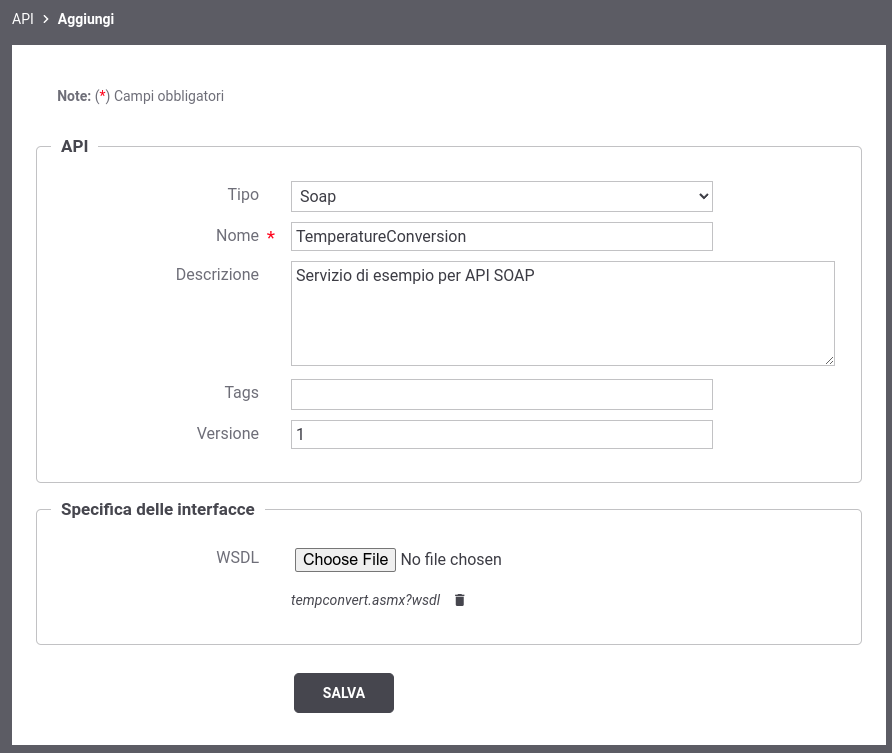 API > Aggiungi
Note: (*) Campi obbligatori
API
Tipo Soap
Nome * TemperatureConversion
Descrizione Servizio di esempio per API SOAP
Tags
Versione 1
Specifica delle interfacce
WSDL Choose File No file chosen
tempconvert.asmx?wsdl
SALVA